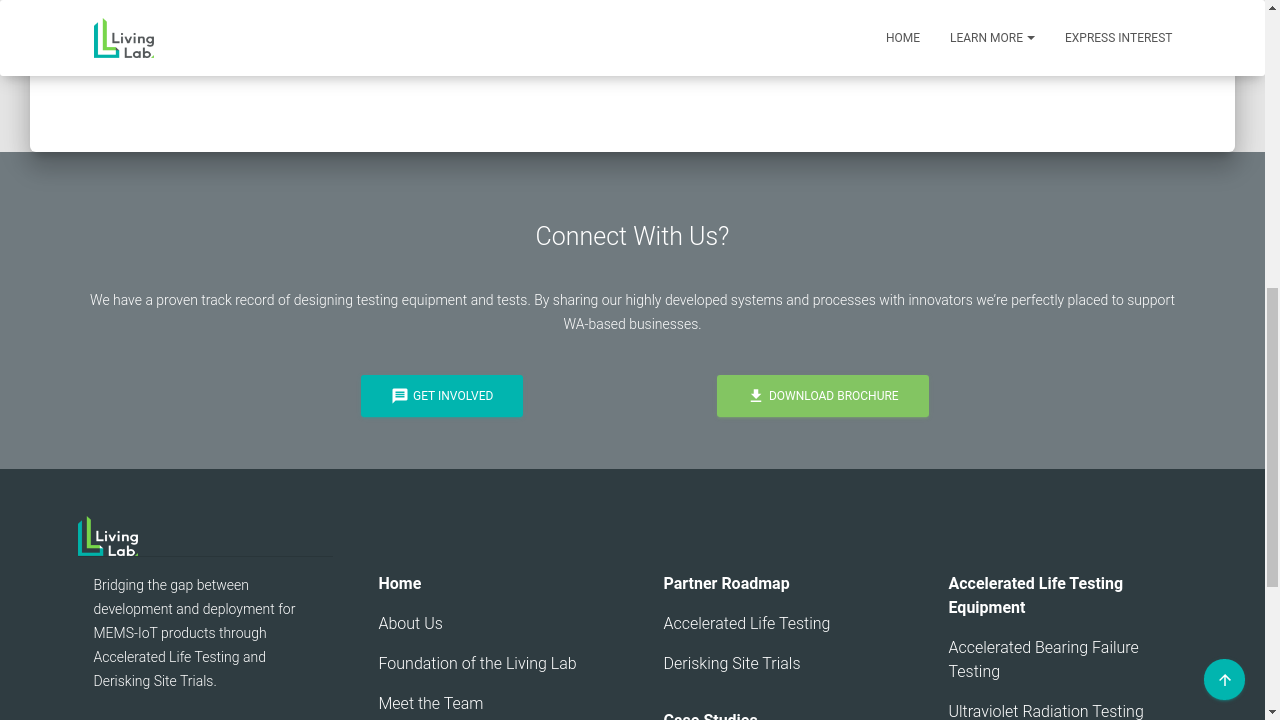 Living
Lab.
HOME
LEARN MORE
EXPRESS INTEREST
Connect With Us?
We have a proven track record of designing testing equipment and tests. By sharing our highly developed systems and processes with innovators we're perfectly placed to support
WA-based businesses.
GET INVOLVED
DOWNLOAD BROCHURE
Living
Lab.
Bridging the gap between
development and deployment for
MEMS-IoT products through
Accelerated Life Testing and
Derisking Site Trials.
Home
About Us
Foundation of the Living Lab
Meet the Team
Partner Roadmap
Accelerated Life Testing
Derisking Site Trials
Case Studies
Accelerated Life Testing
Equipment
Accelerated Bearing Failure
Testing
Ultraviolet Radiation Testing